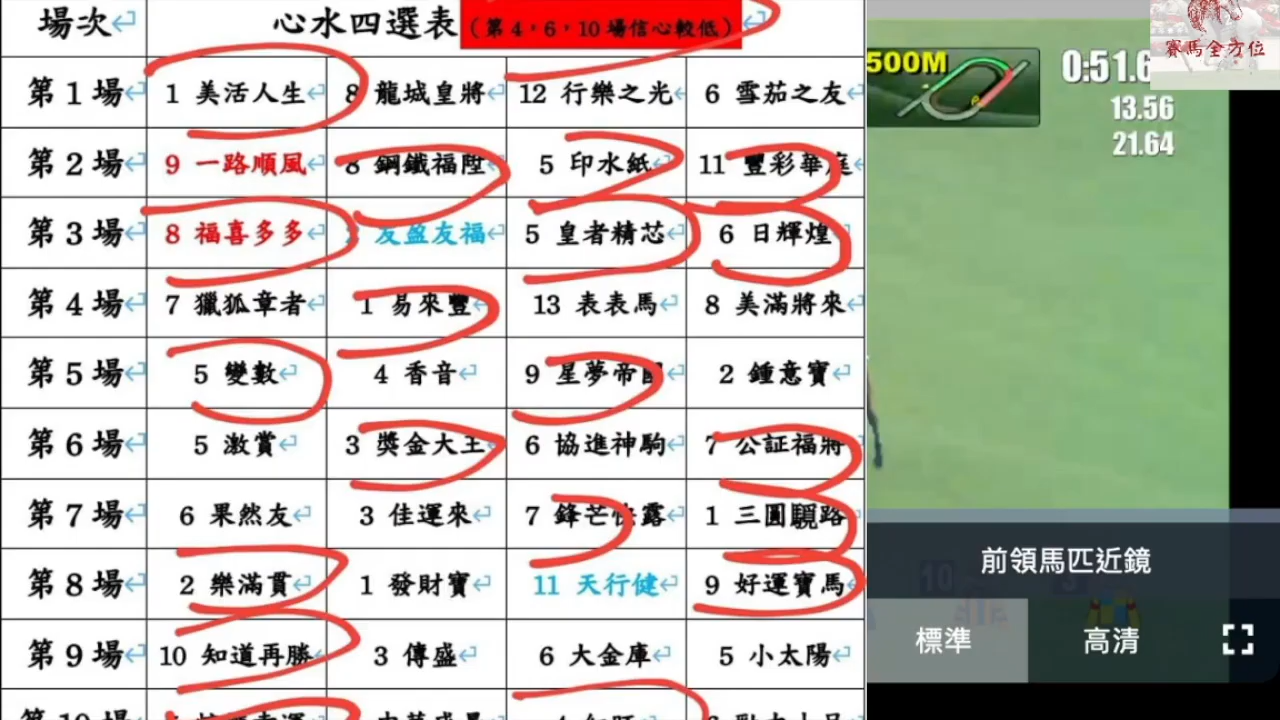 場次 心水四選表 (第4，6，10場信心較低)
第1場 1 美活人生 8 龍城皇將 12 行樂之光 6 雪茄之友
第2場 9 一路順風 8 鋼鐵福陞 5 印水紙 11 豐彩華庭
第3場 8 福喜多多 友盈友福 5 皇者精芯 6 日輝煌
第4場 7 獵狐章者 1 易來豐 13 表表馬 8 美滿將來
第5場 5 變數 4 香音 9 星夢帝國 2 鍾意寶
第6場 5 激賞 3 獎金大王 6 協進神駒 7 公証福將
第7場 6 果然友 3 佳運來 7 鋒芒快露 1 三圓覬路
第8場 2 樂滿貫 1 發財寶 11 天行健 9 好運寶馬
第9場 10 知道再勝 3 傳盛 6 大金庫 5 小太陽
第10場
500M
0:51.6
13.56
21.64
賽馬全方位
前領馬匹近鏡
標準 高清